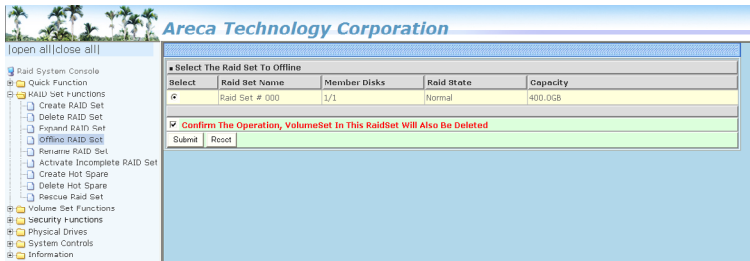 Areca Technology Corporation
|open all|close all|
Raid System Console
Quick Function
RAID Set Functions
Create RAID Set
Delete RAID Set
Expand RAID Set
Offline RAID Set
Rename RAID Set
Activate Incomplete RAID Set
Create Hot Spare
Delete Hot Spare
Rescue Raid Set
Volume Set Functions
Security Functions
Physical Drives
System Controls
Information
Select The Raid Set To Offline
Select Raid Set Name Member Disks Raid State Capacity
Raid Set # 000 1/1 Normal 400.0GB
Confirm The Operation, VolumeSet In This RaidSet Will Also Be Deleted
Submit Reset